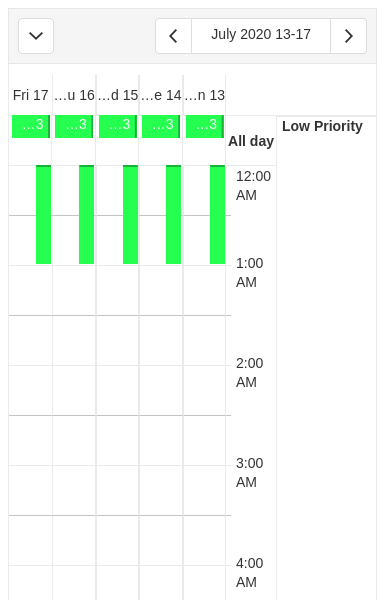 July 2020 13-17
Fri 17 …u 16 …d 15 …e 14 …n 13
…3 …3 …3 …3 …3
Low Priority
All day
12:00
AM
1:00
AM
2:00
AM
3:00
AM
4:00
AM